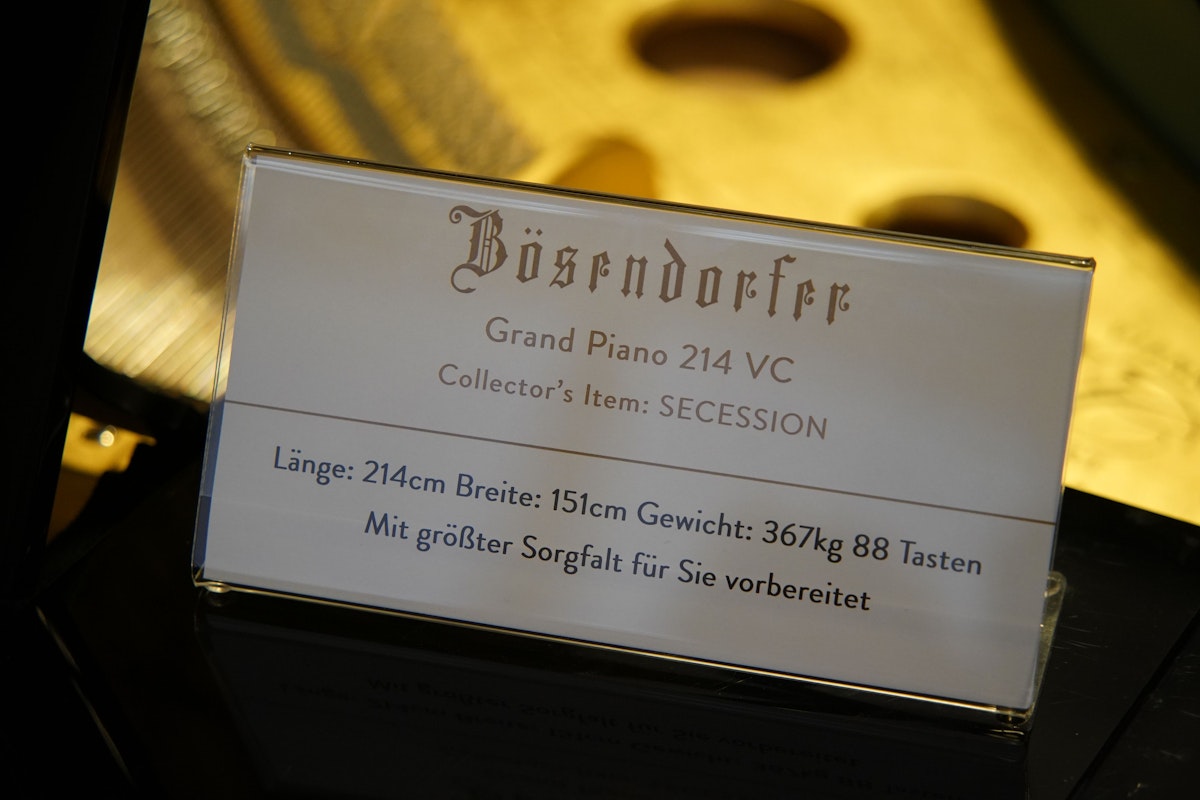 Bösendorfer
Grand Piano 214 VC
Collector's Item: SECESSION
Länge: 214cm Breite: 151cm Gewicht: 367kg 88 Tasten
Mit größter Sorgfalt für Sie vorbereitet